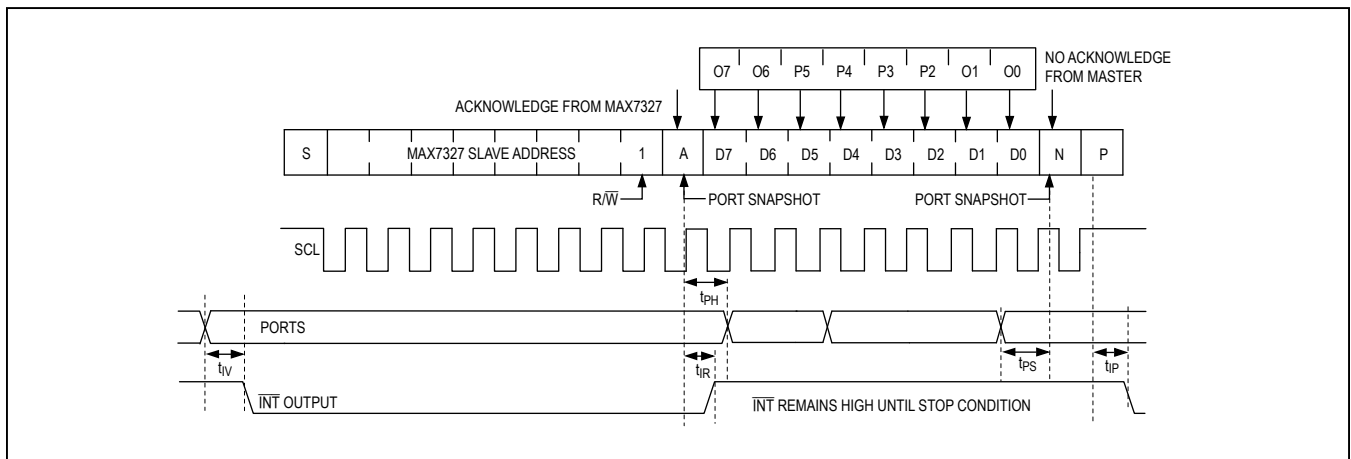 O7 O6 P5 P4 P3 P2 O1 O0
NO ACKNOWLEDGE
FROM MASTER
ACKNOWLEDGE FROM MAX7327
S MAX7327 SLAVE ADDRESS 1 A D7 D6 D5 D4 D3 D2 D1 D0 N P
R/W̅ PORT SNAPSHOT PORT SNAPSHOT
SCL
tPH
PORTS
tIV tIR tPS tIP
I̅N̅T̅ OUTPUT I̅N̅T̅ REMAINS HIGH UNTIL STOP CONDITION